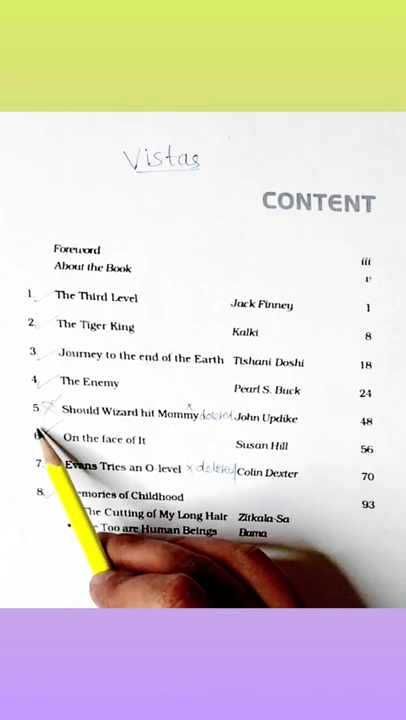 Vistas
CONTENT
Foreword iii
About the Book v
1. The Third Level Jack Finney 1
2. The Tiger King Kalki 8
3. Journey to the end of the Earth Tishani Doshi 18
4. The Enemy Pearl S. Buck 24
5. Should Wizard hit Mommy x deleted John Updike 48
6 On the face of It Susan Hill 56
7. Evans Tries an O-level x deleted Colin Dexter 70
8. emories of Childhood 93
The Cutting of My Long Hair Zitkala-Sa
Too are Human Beings Bama